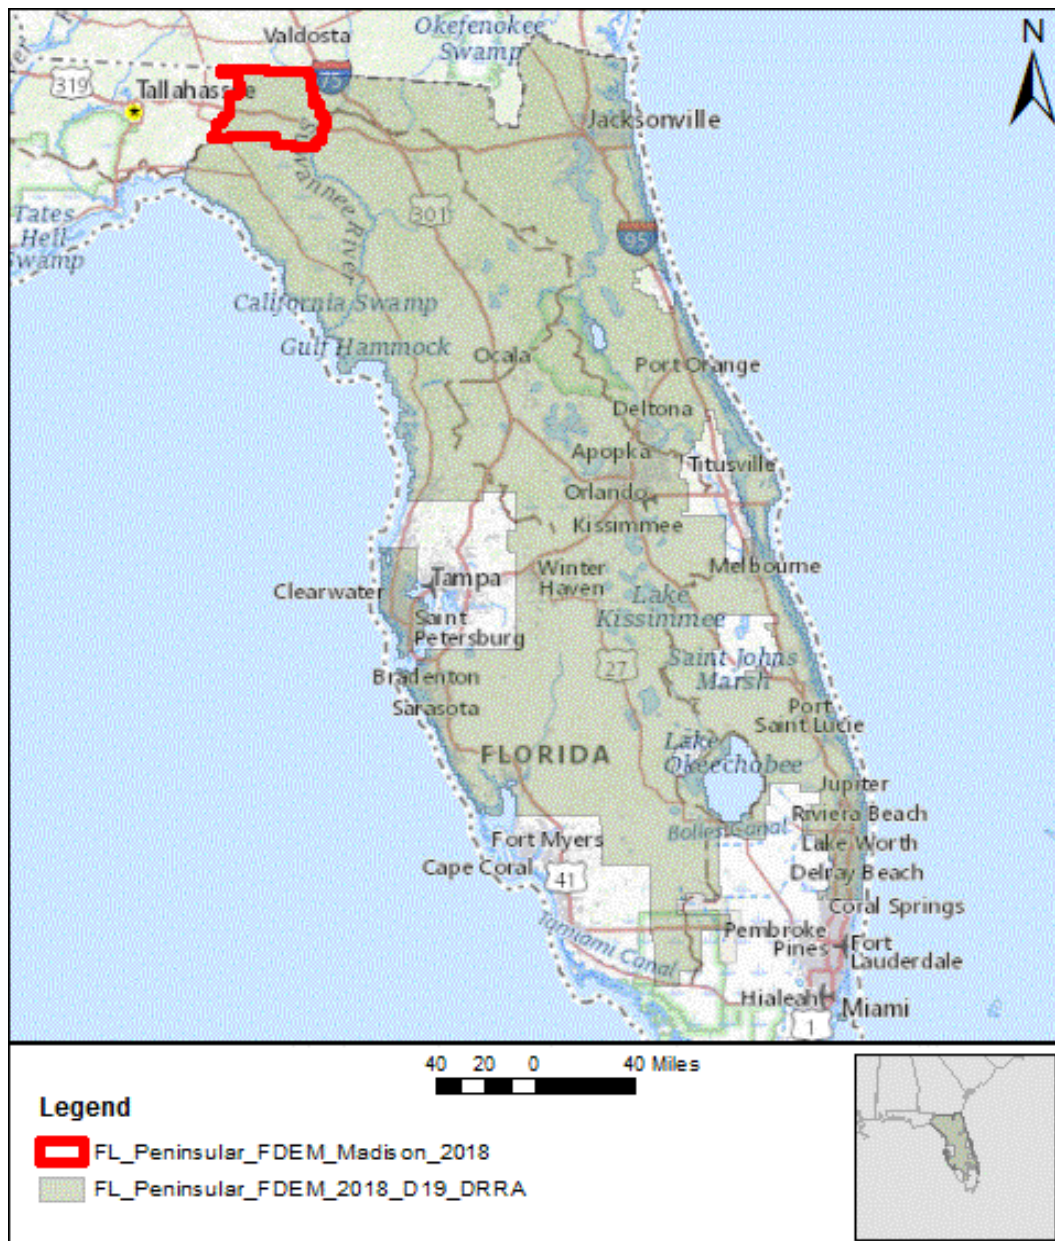 Valdosta
Okefenokee
Swamp
N
319
75
Tallahassee
Jacksonville
Suwannee River
301
95
Tates
Hell
Swamp
California Swamp
Gulf Hammock
Ocala
Port Orange
Deltona
Apopka
Titusville
Orlando
Kissimmee
Melbourne
Winter
Haven
Clearwater
Tampa
Lake
Kissimmee
Saint
Petersburg
Saint Johns
Marsh
27
Bradenton
Sarasota
Port
Saint Lucie
FLORIDA
Lake
Okeechobee
Jupiter
Riviera Beach
Bolles Canal
Fort Myers
Lake Worth
Cape Coral
Delray Beach
41
Coral Springs
Tamiami Canal
Pembroke
Pines
Fort
Lauderdale
Hialeah
Miami
1
40 20 0 40 Miles
Legend
FL_Peninsular_FDEM_Madison_2018
FL_Peninsular_FDEM_2018_D19_DRRA